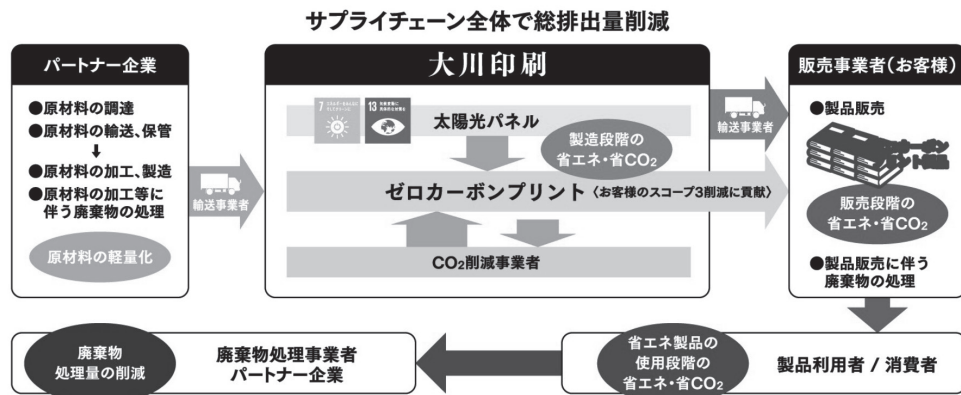 サプライチェーン全体で総排出量削減
パートナー企業
●原材料の調達
●原材料の輸送、保管
●原材料の加工、製造
●原材料の加工等に
伴う廃棄物の処理
原材料の軽量化
輸送事業者
大川印刷
7
13
太陽光パネル
製造段階の
省エネ・省CO2
ゼロカーボンプリント〈お客様のスコープ3削減に貢献〉
CO2削減事業者
輸送事業者
販売事業者(お客様)
●製品販売
販売段階の
省エネ・省CO2
●製品販売に伴う
廃棄物の処理
省エネ製品の
使用段階の
省エネ・省CO2
製品利用者 / 消費者
廃棄物処理事業者
パートナー企業
廃棄物
処理量の削減